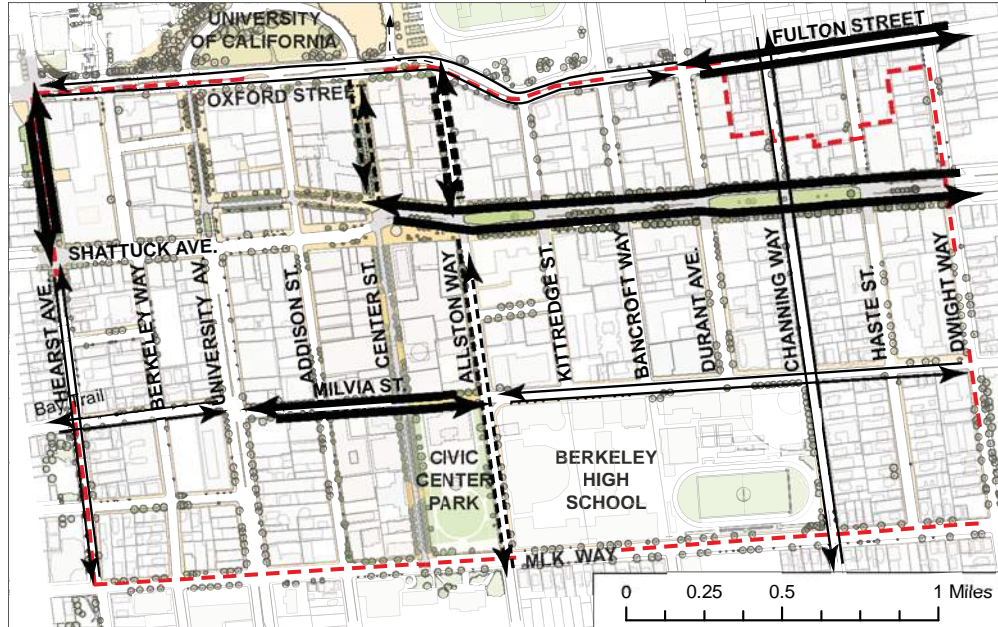 UNIVERSITY
OF CALIFORNIA
FULTON STREET
OXFORD STREET
SHATTUCK AVE.
HEARST AVE.
BERKELEY WAY
UNIVERSITY AV.
ADDISON ST.
CENTER ST.
ALLSTON WAY
KITTREDGE ST.
BANCROFT WAY
DURANT AVE.
CHANNING WAY
HASTE ST.
DWIGHT WAY
MILVIA ST.
Bay Trail
CIVIC
CENTER
PARK
BERKELEY
HIGH
SCHOOL
MLK WAY
0 0.25 0.5 1 Miles